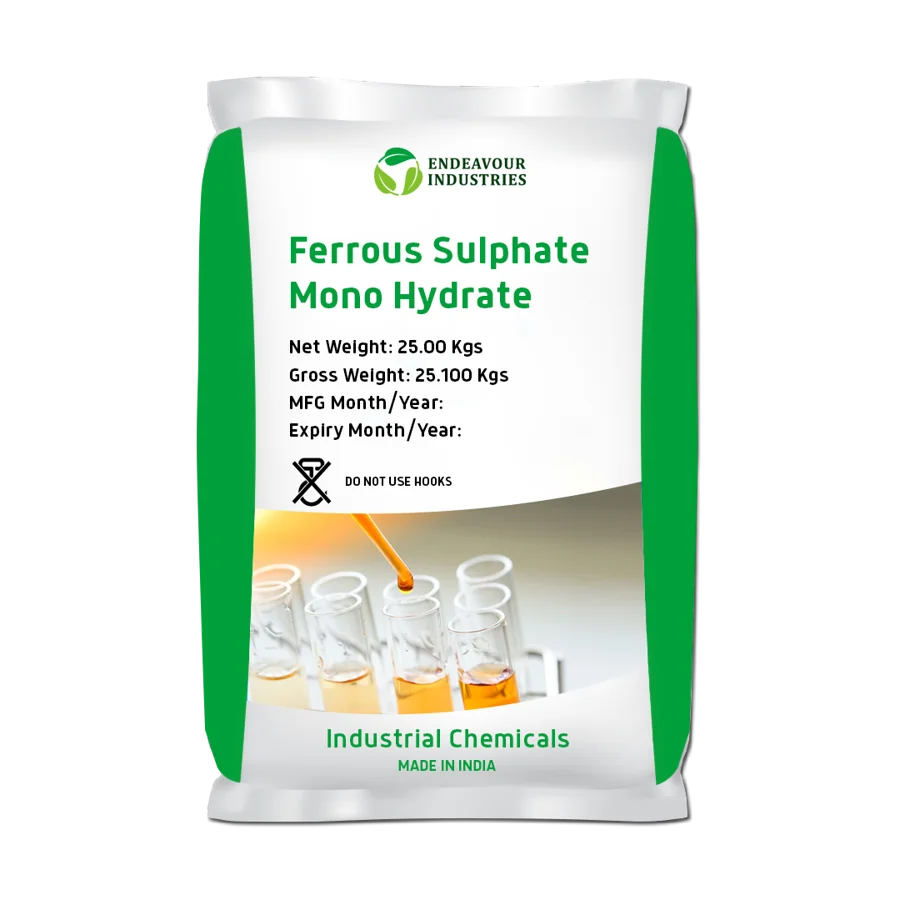 ENDEAVOUR
INDUSTRIES
Ferrous Sulphate
Mono Hydrate
Net Weight: 25.00 Kgs
Gross Weight: 25.100 Kgs
MFG Month/Year:
Expiry Month/Year:
DO NOT USE HOOKS
Industrial Chemicals
MADE IN INDIA